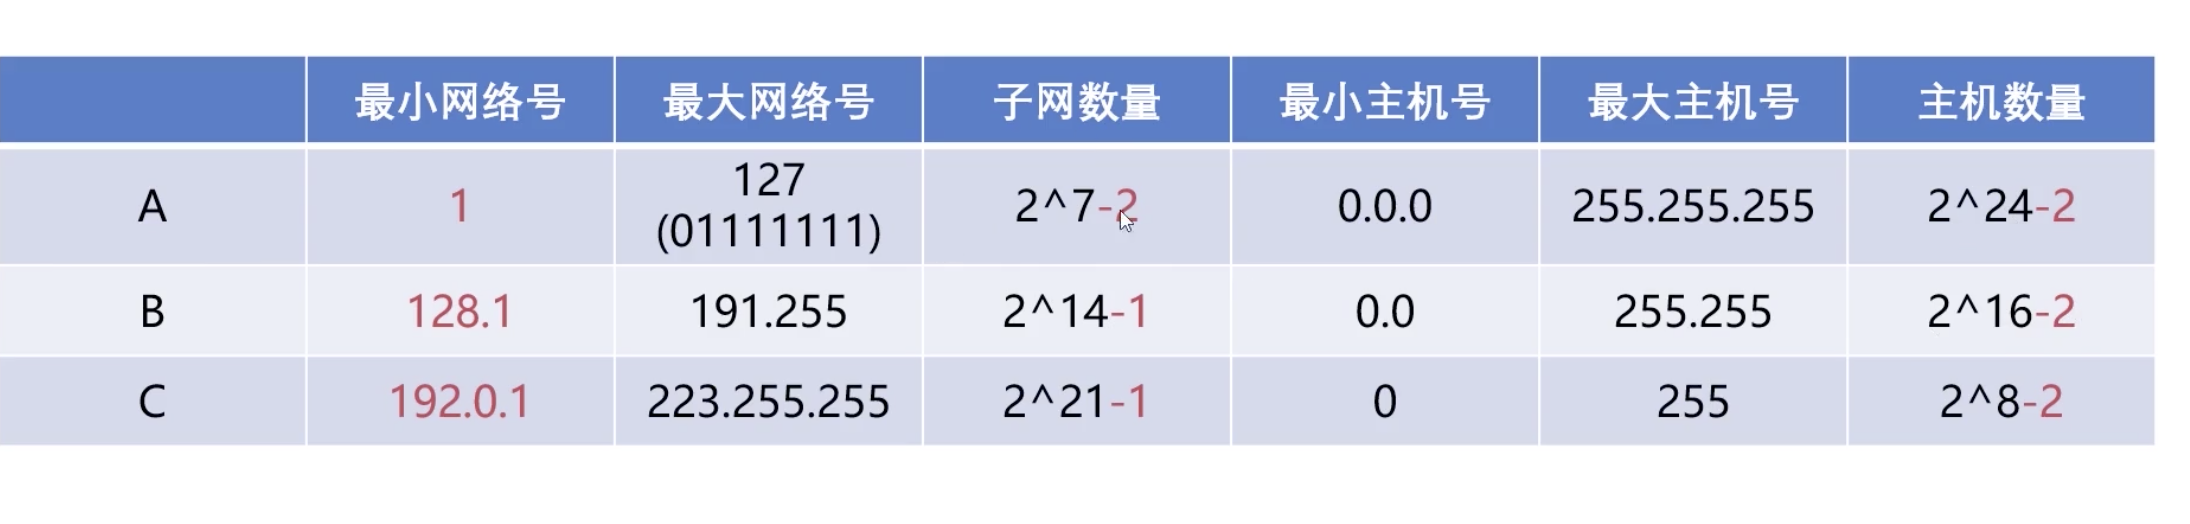 最小网络号 最大网络号 子网数量 最小主机号 最大主机号 主机数量
A 1 127 (01111111) 2^7-2 0.0.0 255.255.255 2^24-2
B 128.1 191.255 2^14-1 0.0 255.255 2^16-2
C 192.0.1 223.255.255 2^21-1 0 255 2^8-2